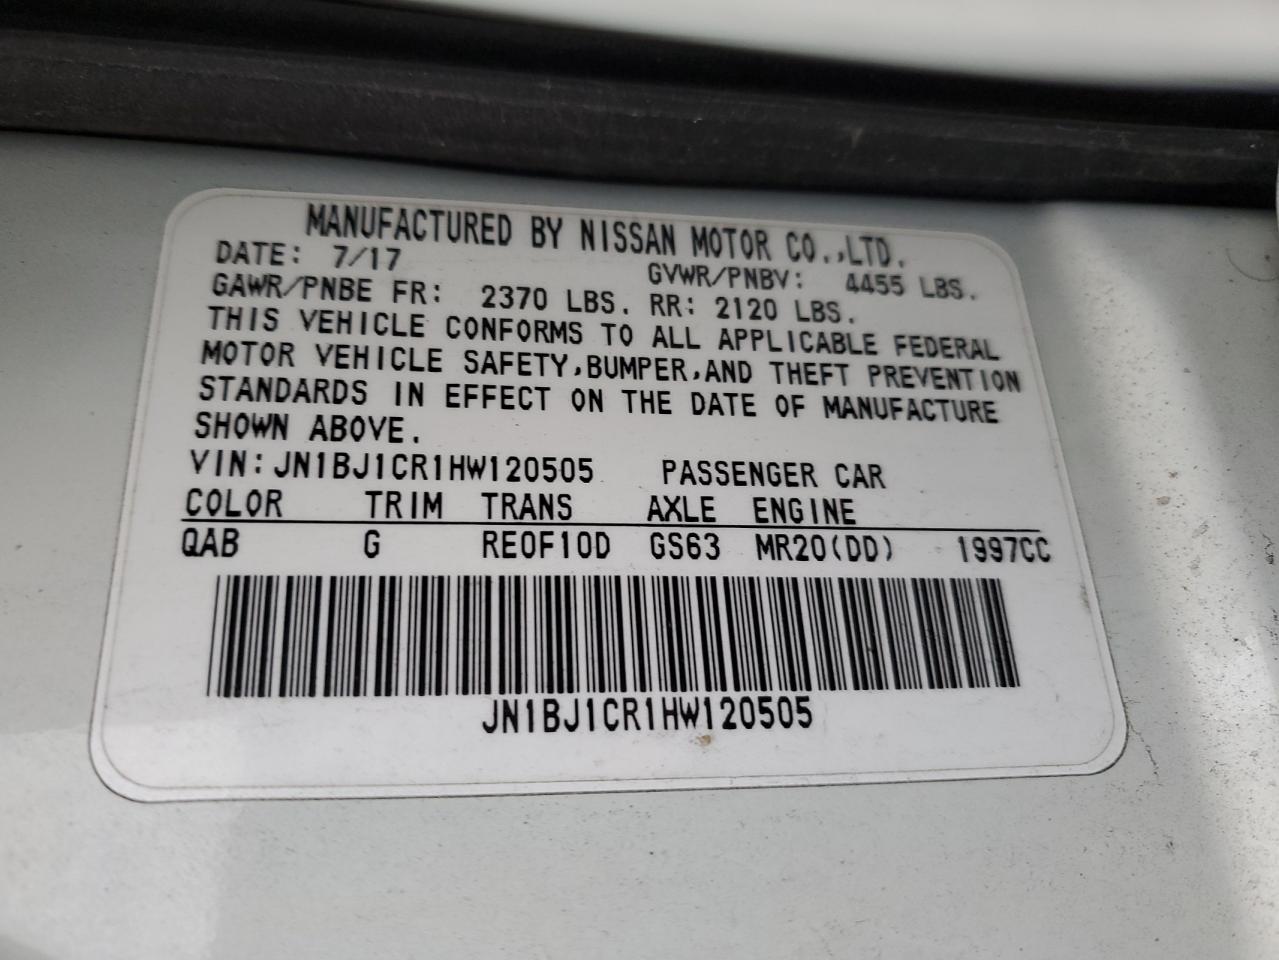 MANUFACTURED BY NISSAN MOTOR CO.,LTD.
DATE: 7/17 GVWR/PNBV: 4455 LBS.
GAWR/PNBE FR: 2370 LBS. RR: 2120 LBS.
THIS VEHICLE CONFORMS TO ALL APPLICABLE FEDERAL
MOTOR VEHICLE SAFETY,BUMPER,AND THEFT PREVENTION
STANDARDS IN EFFECT ON THE DATE OF MANUFACTURE
SHOWN ABOVE.
VIN:JN1BJ1CR1HW120505 PASSENGER CAR
COLOR TRIM TRANS AXLE ENGINE
QAB G RE0F10D GS63 MR20(DD) 1997CC
JN1BJ1CR1HW120505